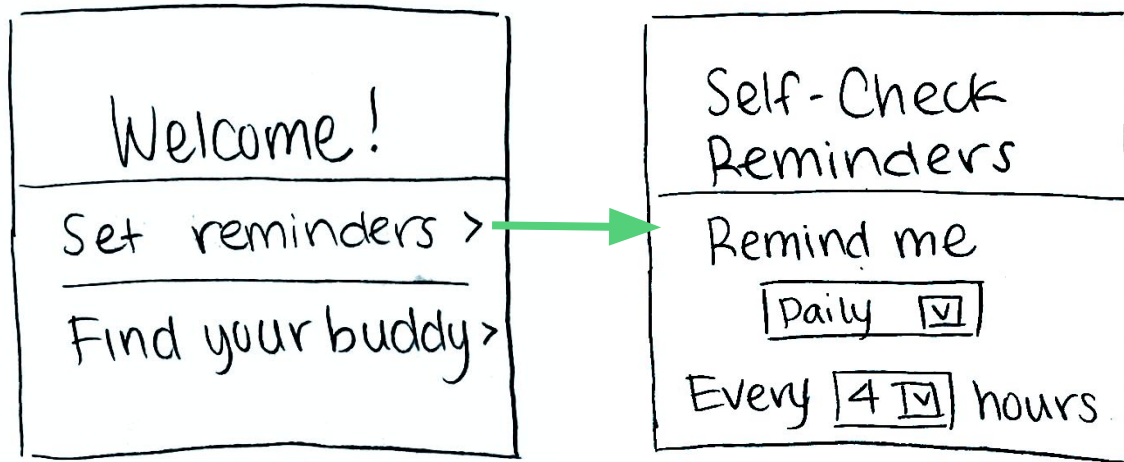 Welcome!
Set reminders >
Find your buddy >
Self-Check
Reminders
Remind me
Daily v
Every 4 v hours